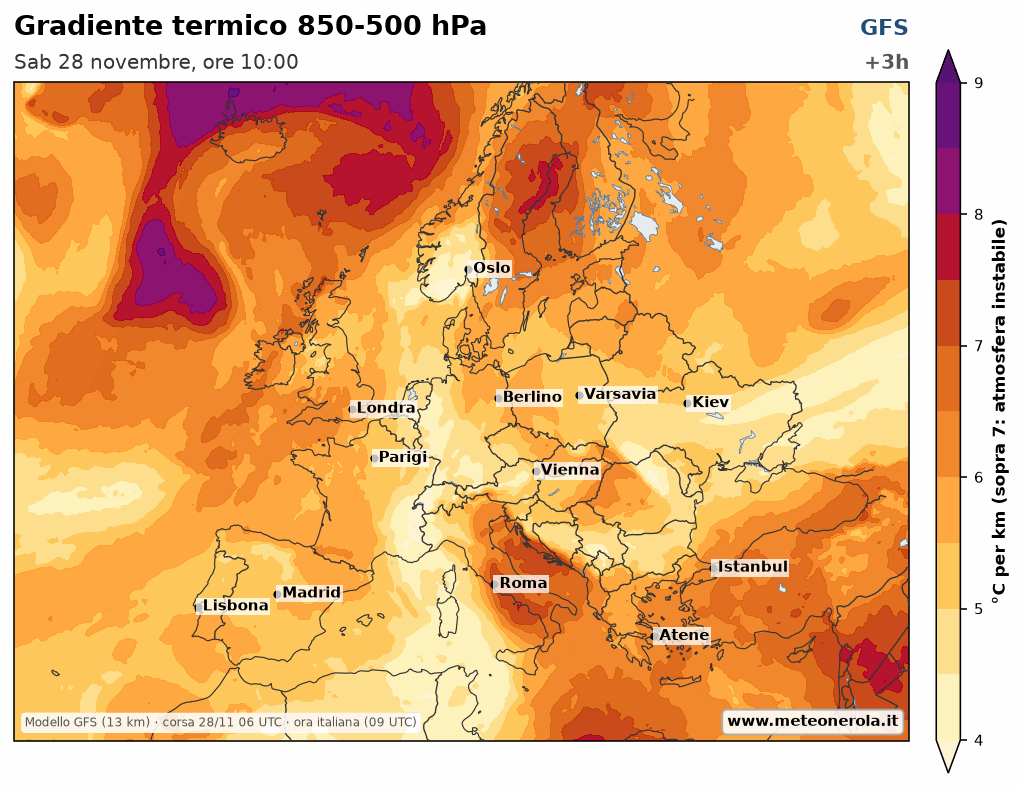 Gradiente termico 850-500 hPa
GFS
Sab 28 novembre, ore 10:00
+3h
9
8
7
6
5
4
°C per km (sopra 7: atmosfera instabile)
Oslo
Berlino
Varsavia
Kiev
Londra
Parigi
Vienna
Istanbul
Roma
Madrid
Lisbona
Atene
Modello GFS (13 km) · corsa 28/11 06 UTC · ora italiana (09 UTC)
www.meteonerola.it